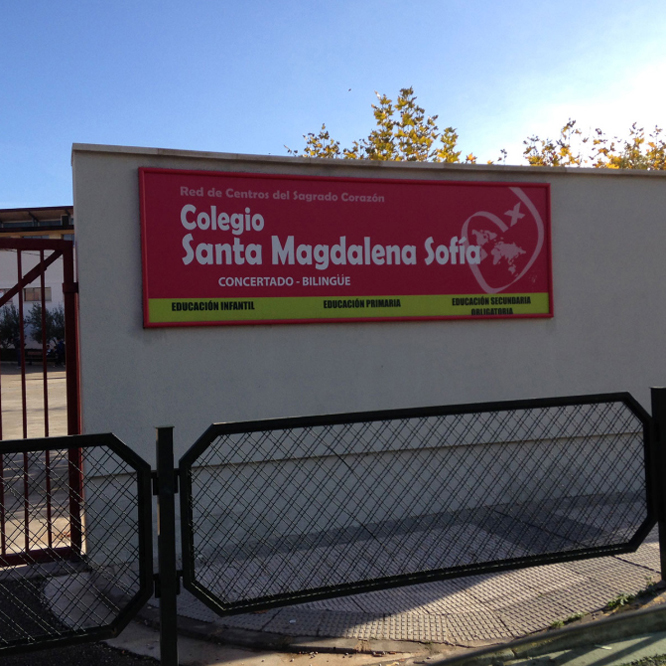 Red de Centros del Sagrado Corazón
Colegio
Santa Magdalena Sofía
CONCERTADO - BILINGÜE
EDUCACIÓN INFANTIL
EDUCACIÓN PRIMARIA
EDUCACIÓN SECUNDARIA
OBLIGATORIA